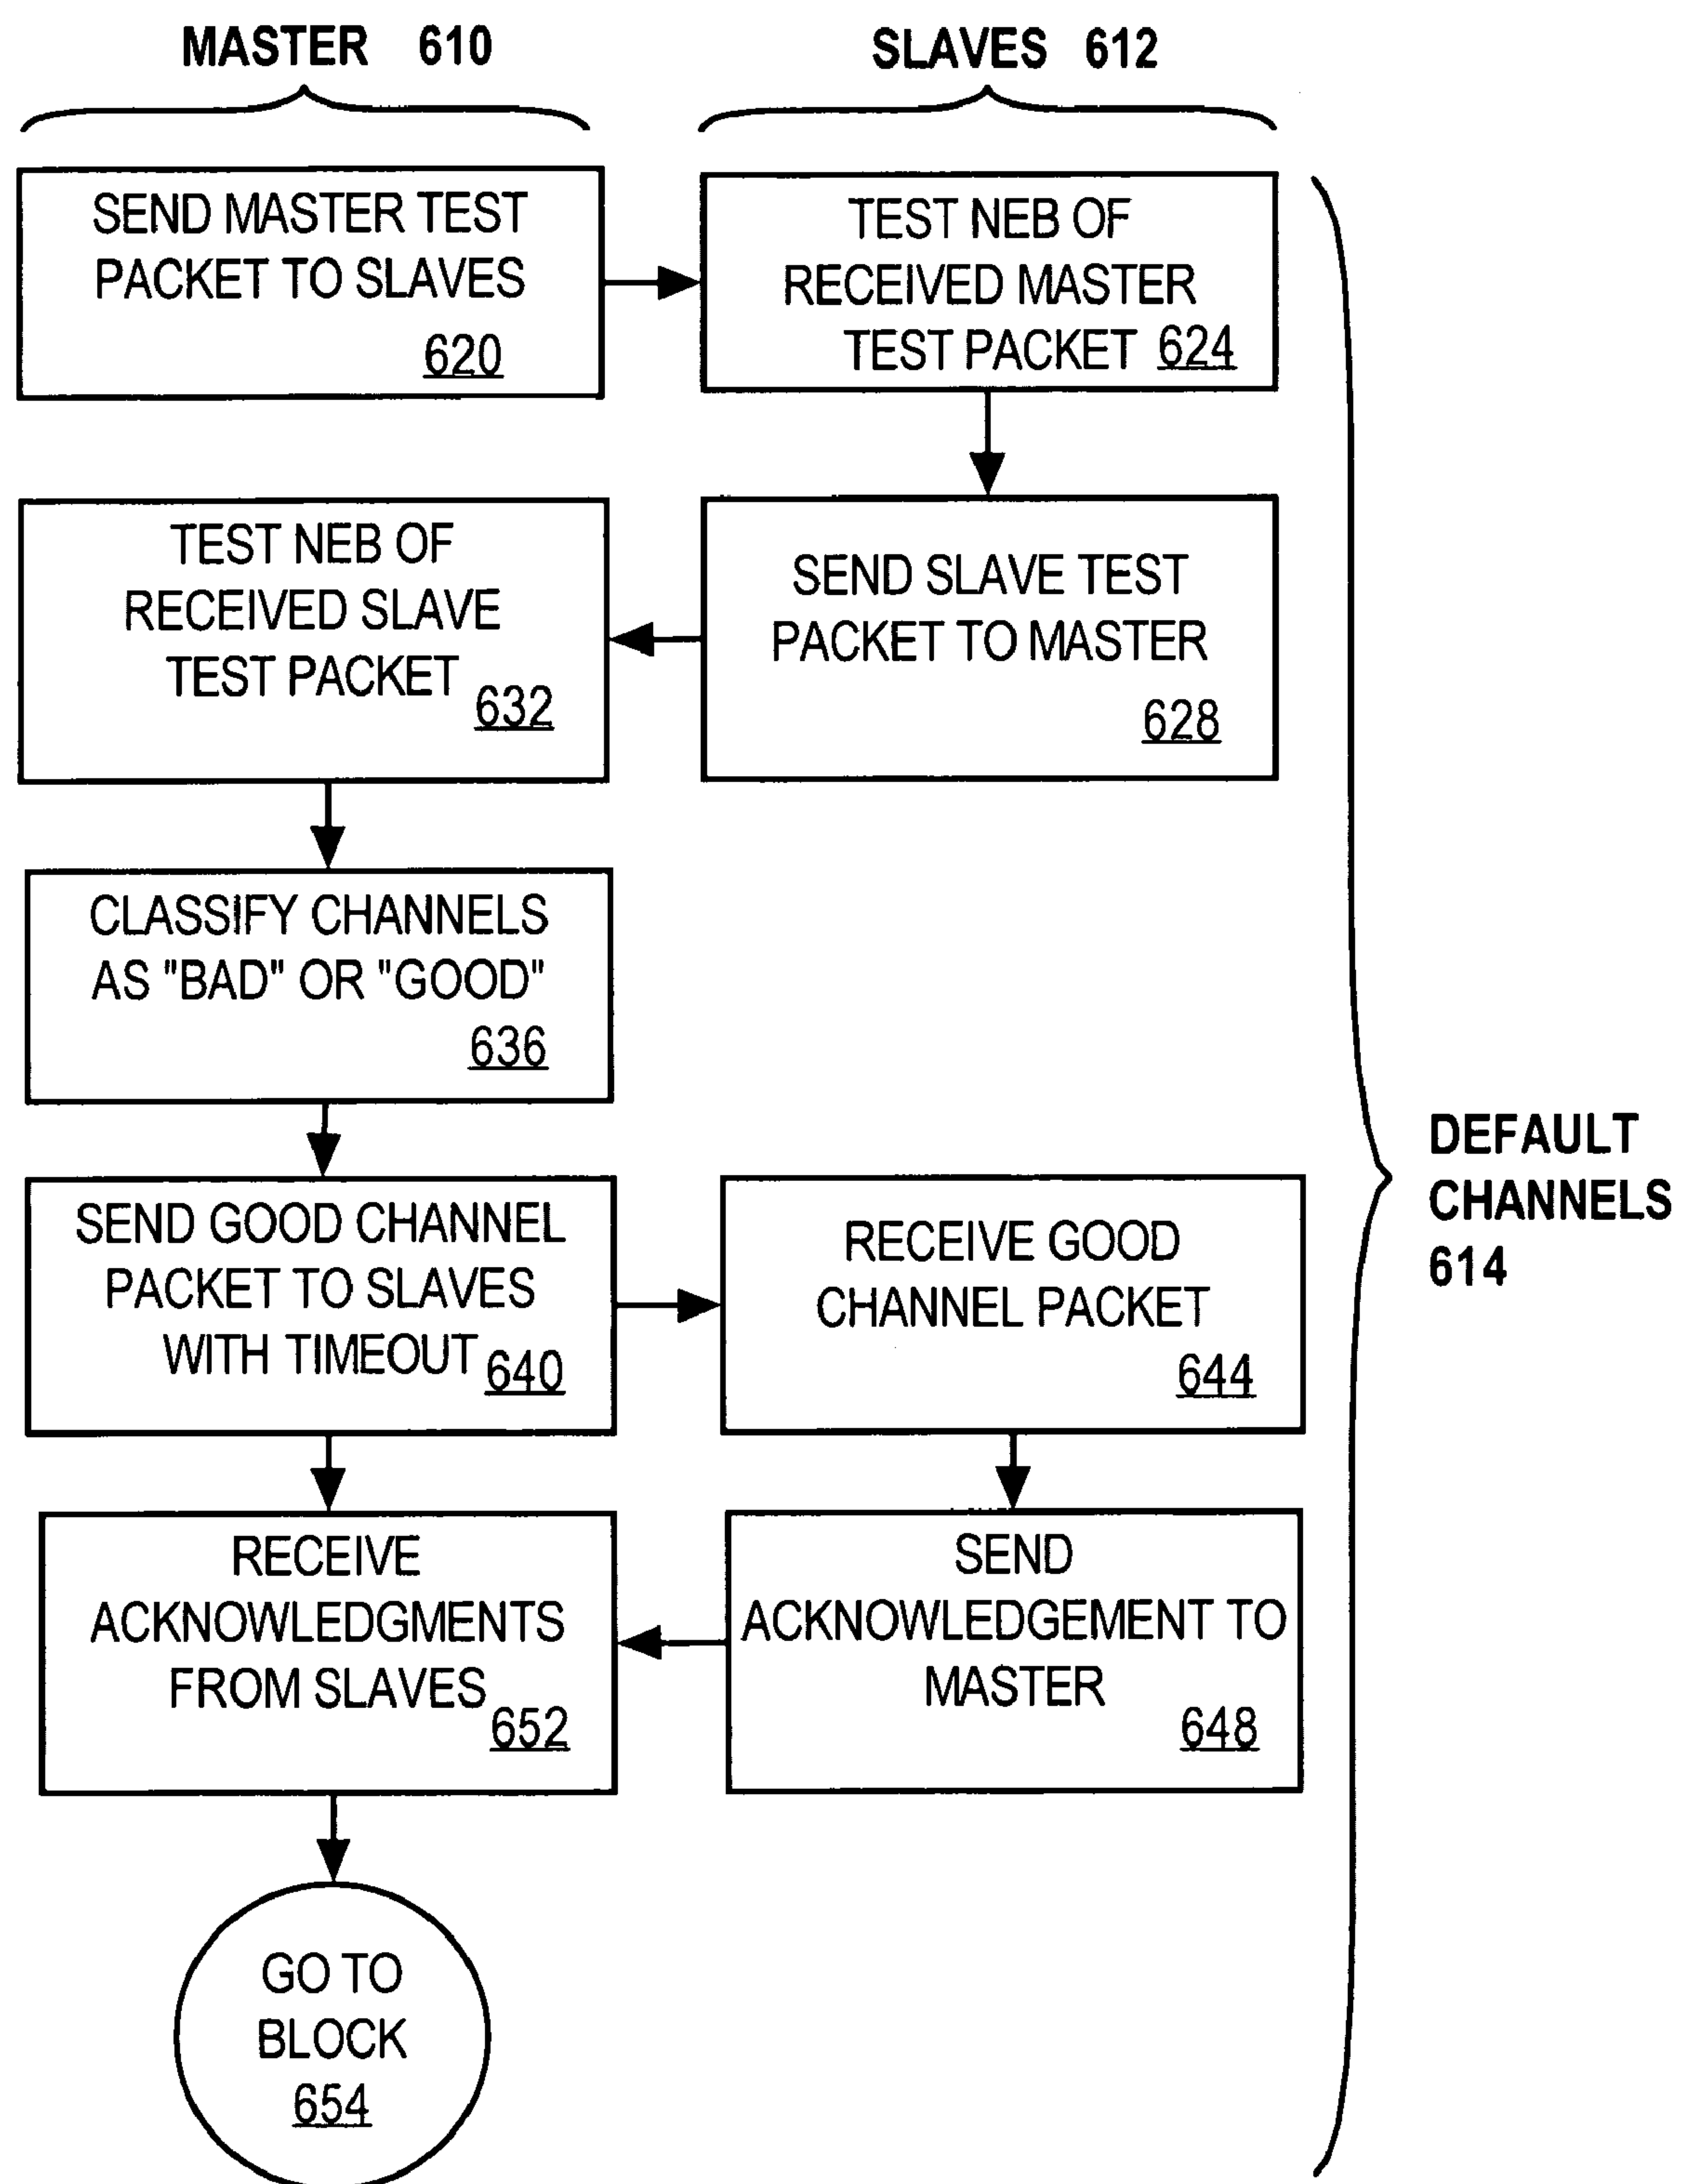 MASTER 610
SLAVES 612
SEND MASTER TEST
PACKET TO SLAVES
620
TEST NEB OF
RECEIVED MASTER
TEST PACKET 624
TEST NEB OF
RECEIVED SLAVE
TEST PACKET 632
SEND SLAVE TEST
PACKET TO MASTER
628
CLASSIFY CHANNELS
AS "BAD" OR "GOOD"
636
DEFAULT
CHANNELS
614
SEND GOOD CHANNEL
PACKET TO SLAVES
WITH TIMEOUT 640
RECEIVE GOOD
CHANNEL PACKET
644
RECEIVE
ACKNOWLEDGMENTS
FROM SLAVES 652
SEND
ACKNOWLEDGEMENT TO
MASTER
648
GO TO
BLOCK
654